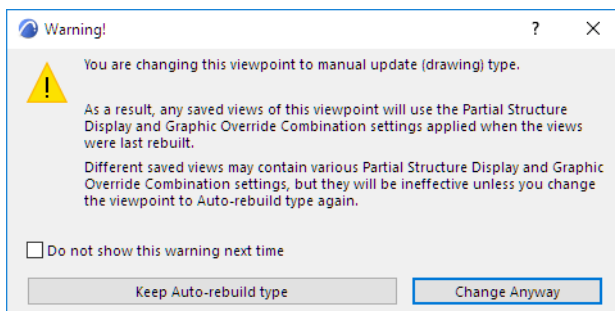 Warning!
?
You are changing this viewpoint to manual update (drawing) type.
As a result, any saved views of this viewpoint will use the Partial Structure
Display and Graphic Override Combination settings applied when the views
were last rebuilt.
Different saved views may contain various Partial Structure Display and Graphic
Override Combination settings, but they will be ineffective unless you change
the viewpoint to Auto-rebuild type again.
Do not show this warning next time
Keep Auto-rebuild type
Change Anyway